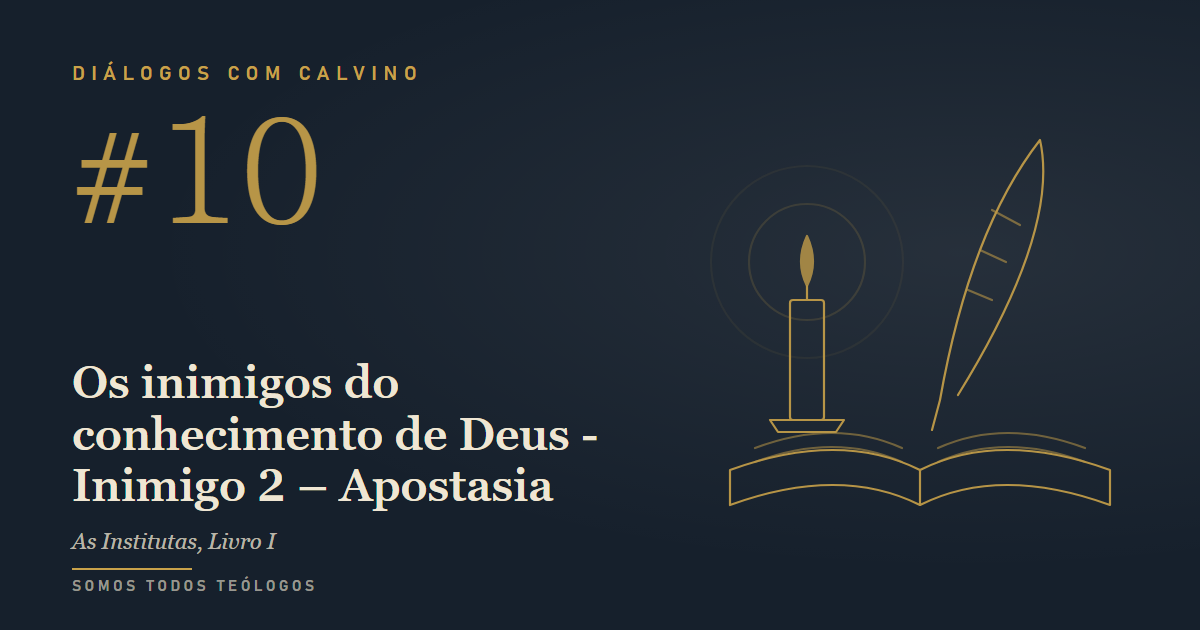 DIÁLOGOS COM CALVINO
#10
Os inimigos do
conhecimento de Deus -
Inimigo 2 – Apostasia
As Institutas, Livro I
SOMOS TODOS TEÓLOGOS